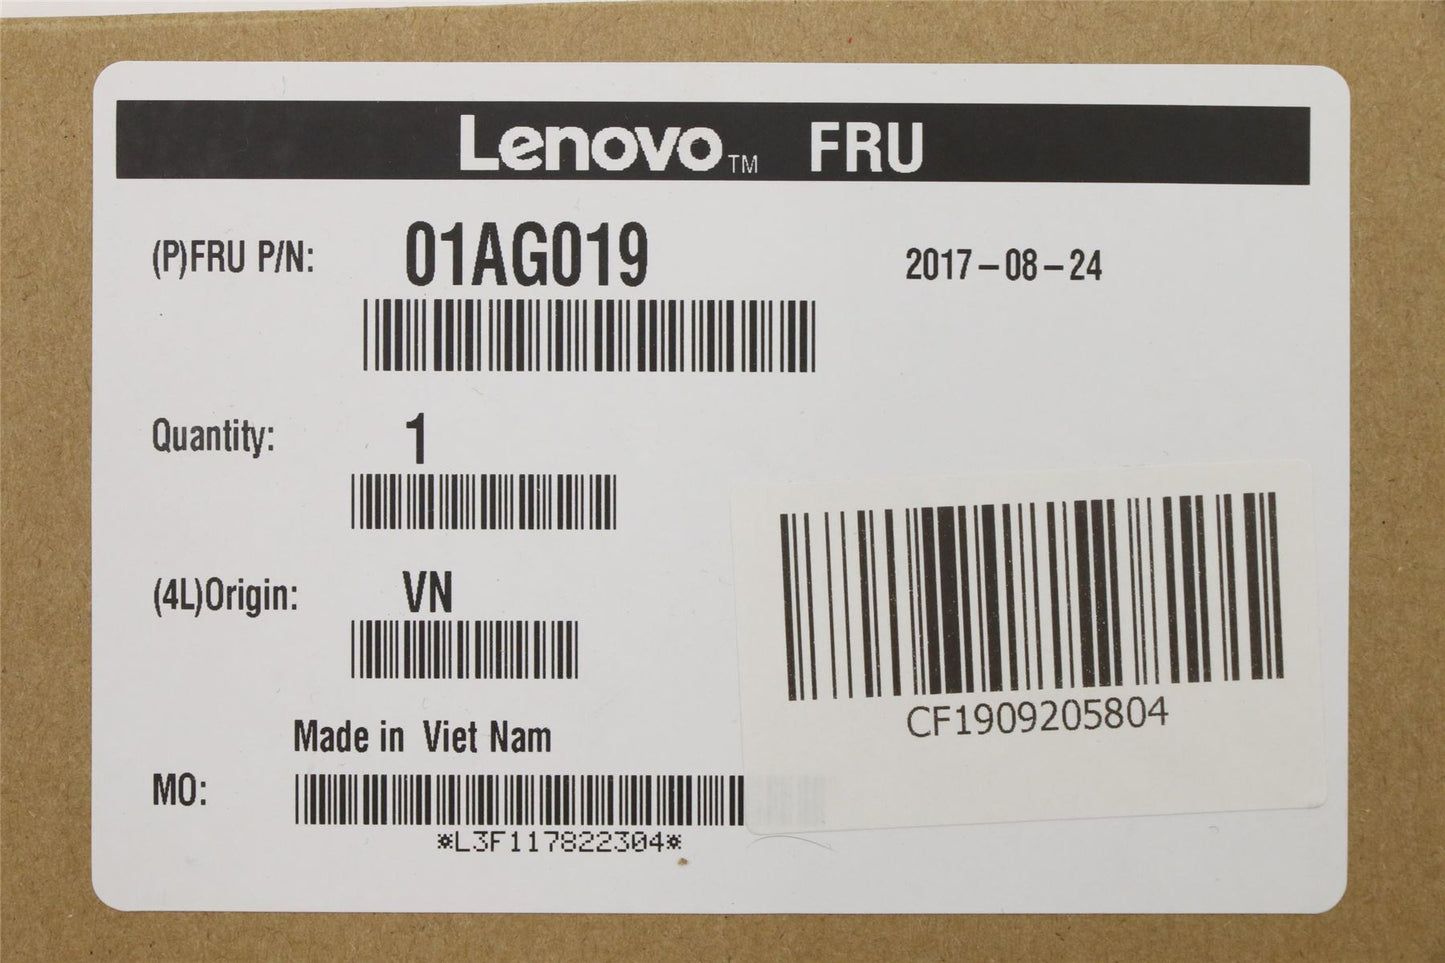 Lenovo™ FRU
(P)FRU P/N: 01AG019 2017-08-24
Quantity: 1
(4L)Origin: VN
CF1909205804
Made in Viet Nam
MO:
*L3F117822304*